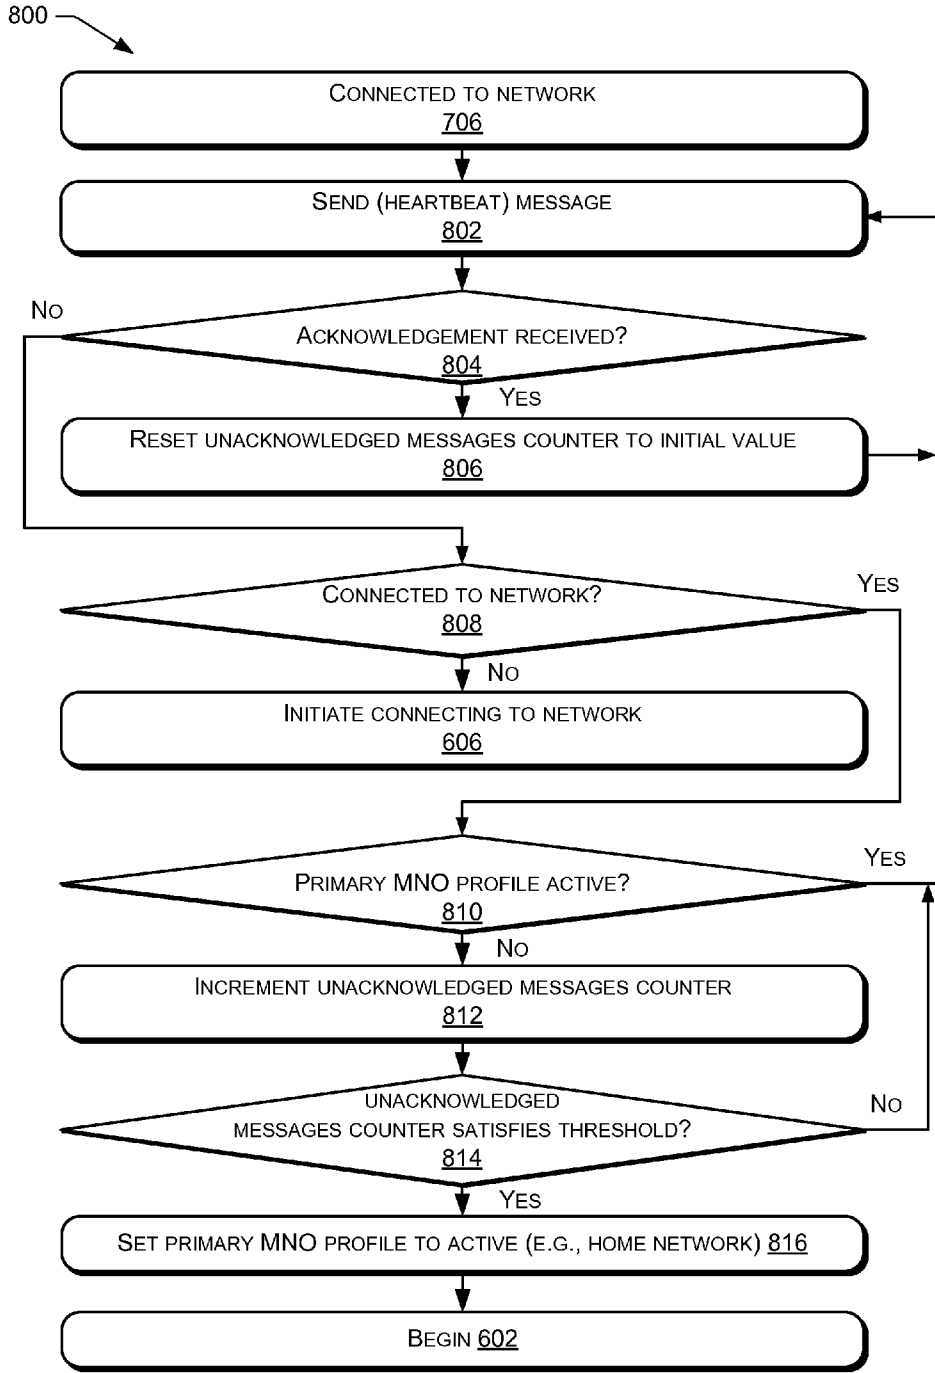 800
CONNECTED TO NETWORK
706
SEND (HEARTBEAT) MESSAGE
802
NO
ACKNOWLEDGEMENT RECEIVED?
804
YES
RESET UNACKNOWLEDGED MESSAGES COUNTER TO INITIAL VALUE
806
CONNECTED TO NETWORK?
808
YES
NO
INITIATE CONNECTING TO NETWORK
606
PRIMARY MNO PROFILE ACTIVE?
810
YES
NO
INCREMENT UNACKNOWLEDGED MESSAGES COUNTER
812
UNACKNOWLEDGED
MESSAGES COUNTER SATISFIES THRESHOLD?
814
NO
YES
SET PRIMARY MNO PROFILE TO ACTIVE (E.G., HOME NETWORK) 816
BEGIN 602